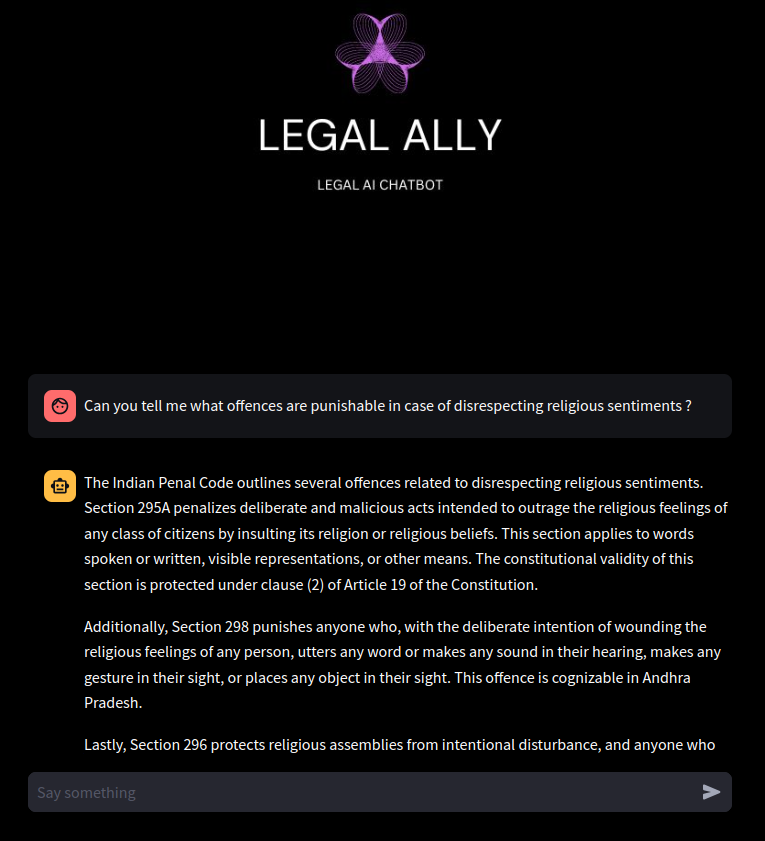 LEGAL ALLY
LEGAL AI CHATBOT
Can you tell me what offences are punishable in case of disrespecting religious sentiments ?
The Indian Penal Code outlines several offences related to disrespecting religious sentiments.
Section 295A penalizes deliberate and malicious acts intended to outrage the religious feelings of
any class of citizens by insulting its religion or religious beliefs. This section applies to words
spoken or written, visible representations, or other means. The constitutional validity of this
section is protected under clause (2) of Article 19 of the Constitution.
Additionally, Section 298 punishes anyone who, with the deliberate intention of wounding the
religious feelings of any person, utters any word or makes any sound in their hearing, makes any
gesture in their sight, or places any object in their sight. This offence is cognizable in Andhra
Pradesh.
Lastly, Section 296 protects religious assemblies from intentional disturbance, and anyone who
Say something